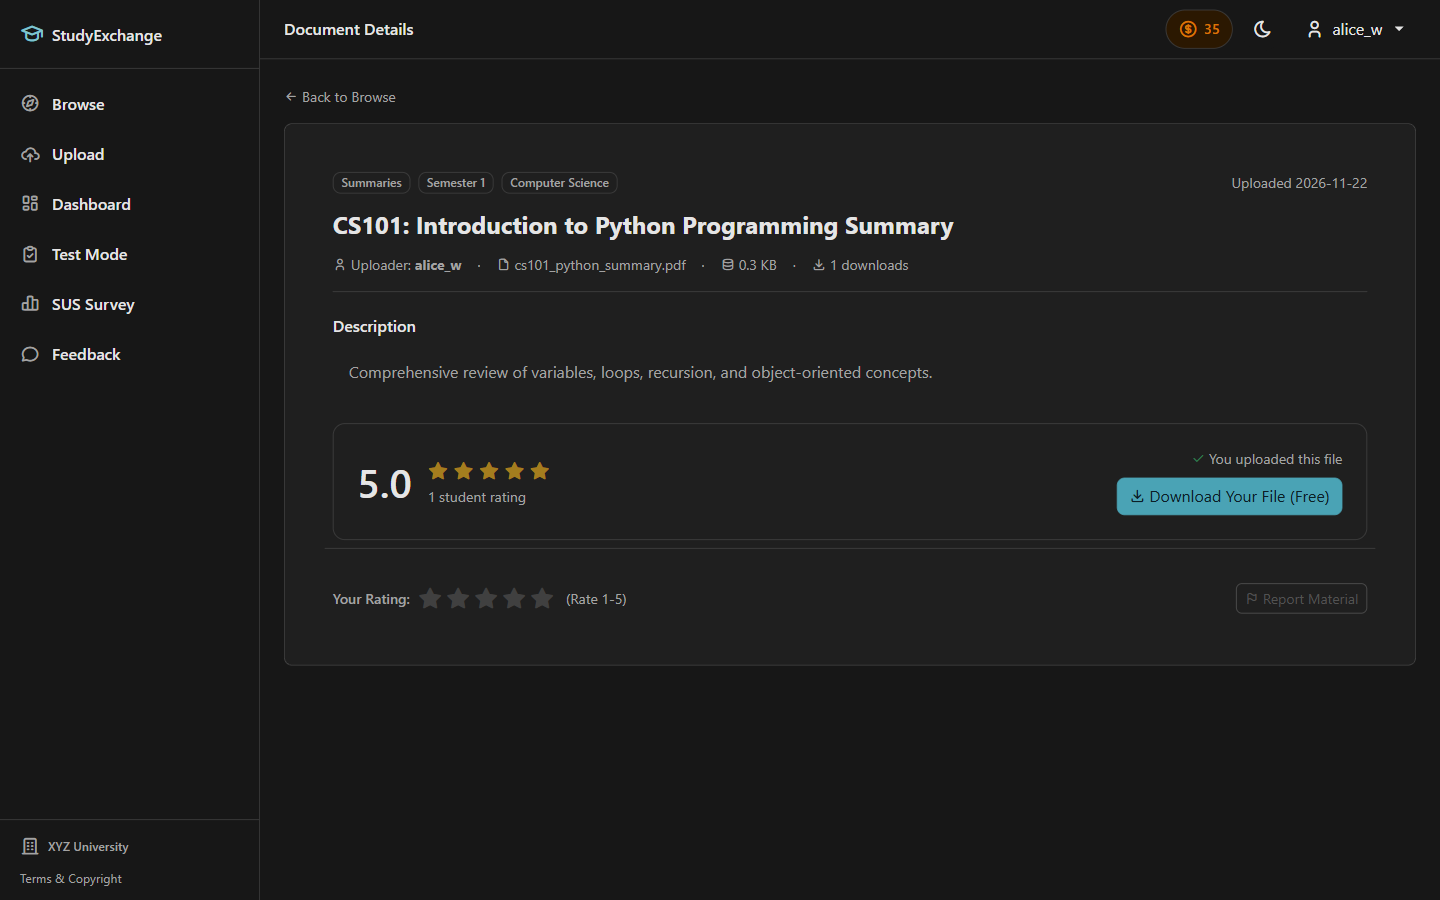 StudyExchange
Browse
Upload
Dashboard
Test Mode
SUS Survey
Feedback
XYZ University
Terms & Copyright
Document Details
35
alice_w
← Back to Browse
Summaries Semester 1 Computer Science
Uploaded 2026-11-22
CS101: Introduction to Python Programming Summary
Uploader: alice_w · cs101_python_summary.pdf · 0.3 KB · 1 downloads
Description
Comprehensive review of variables, loops, recursion, and object-oriented concepts.
5.0
1 student rating
You uploaded this file
Download Your File (Free)
Your Rating: (Rate 1-5)
Report Material